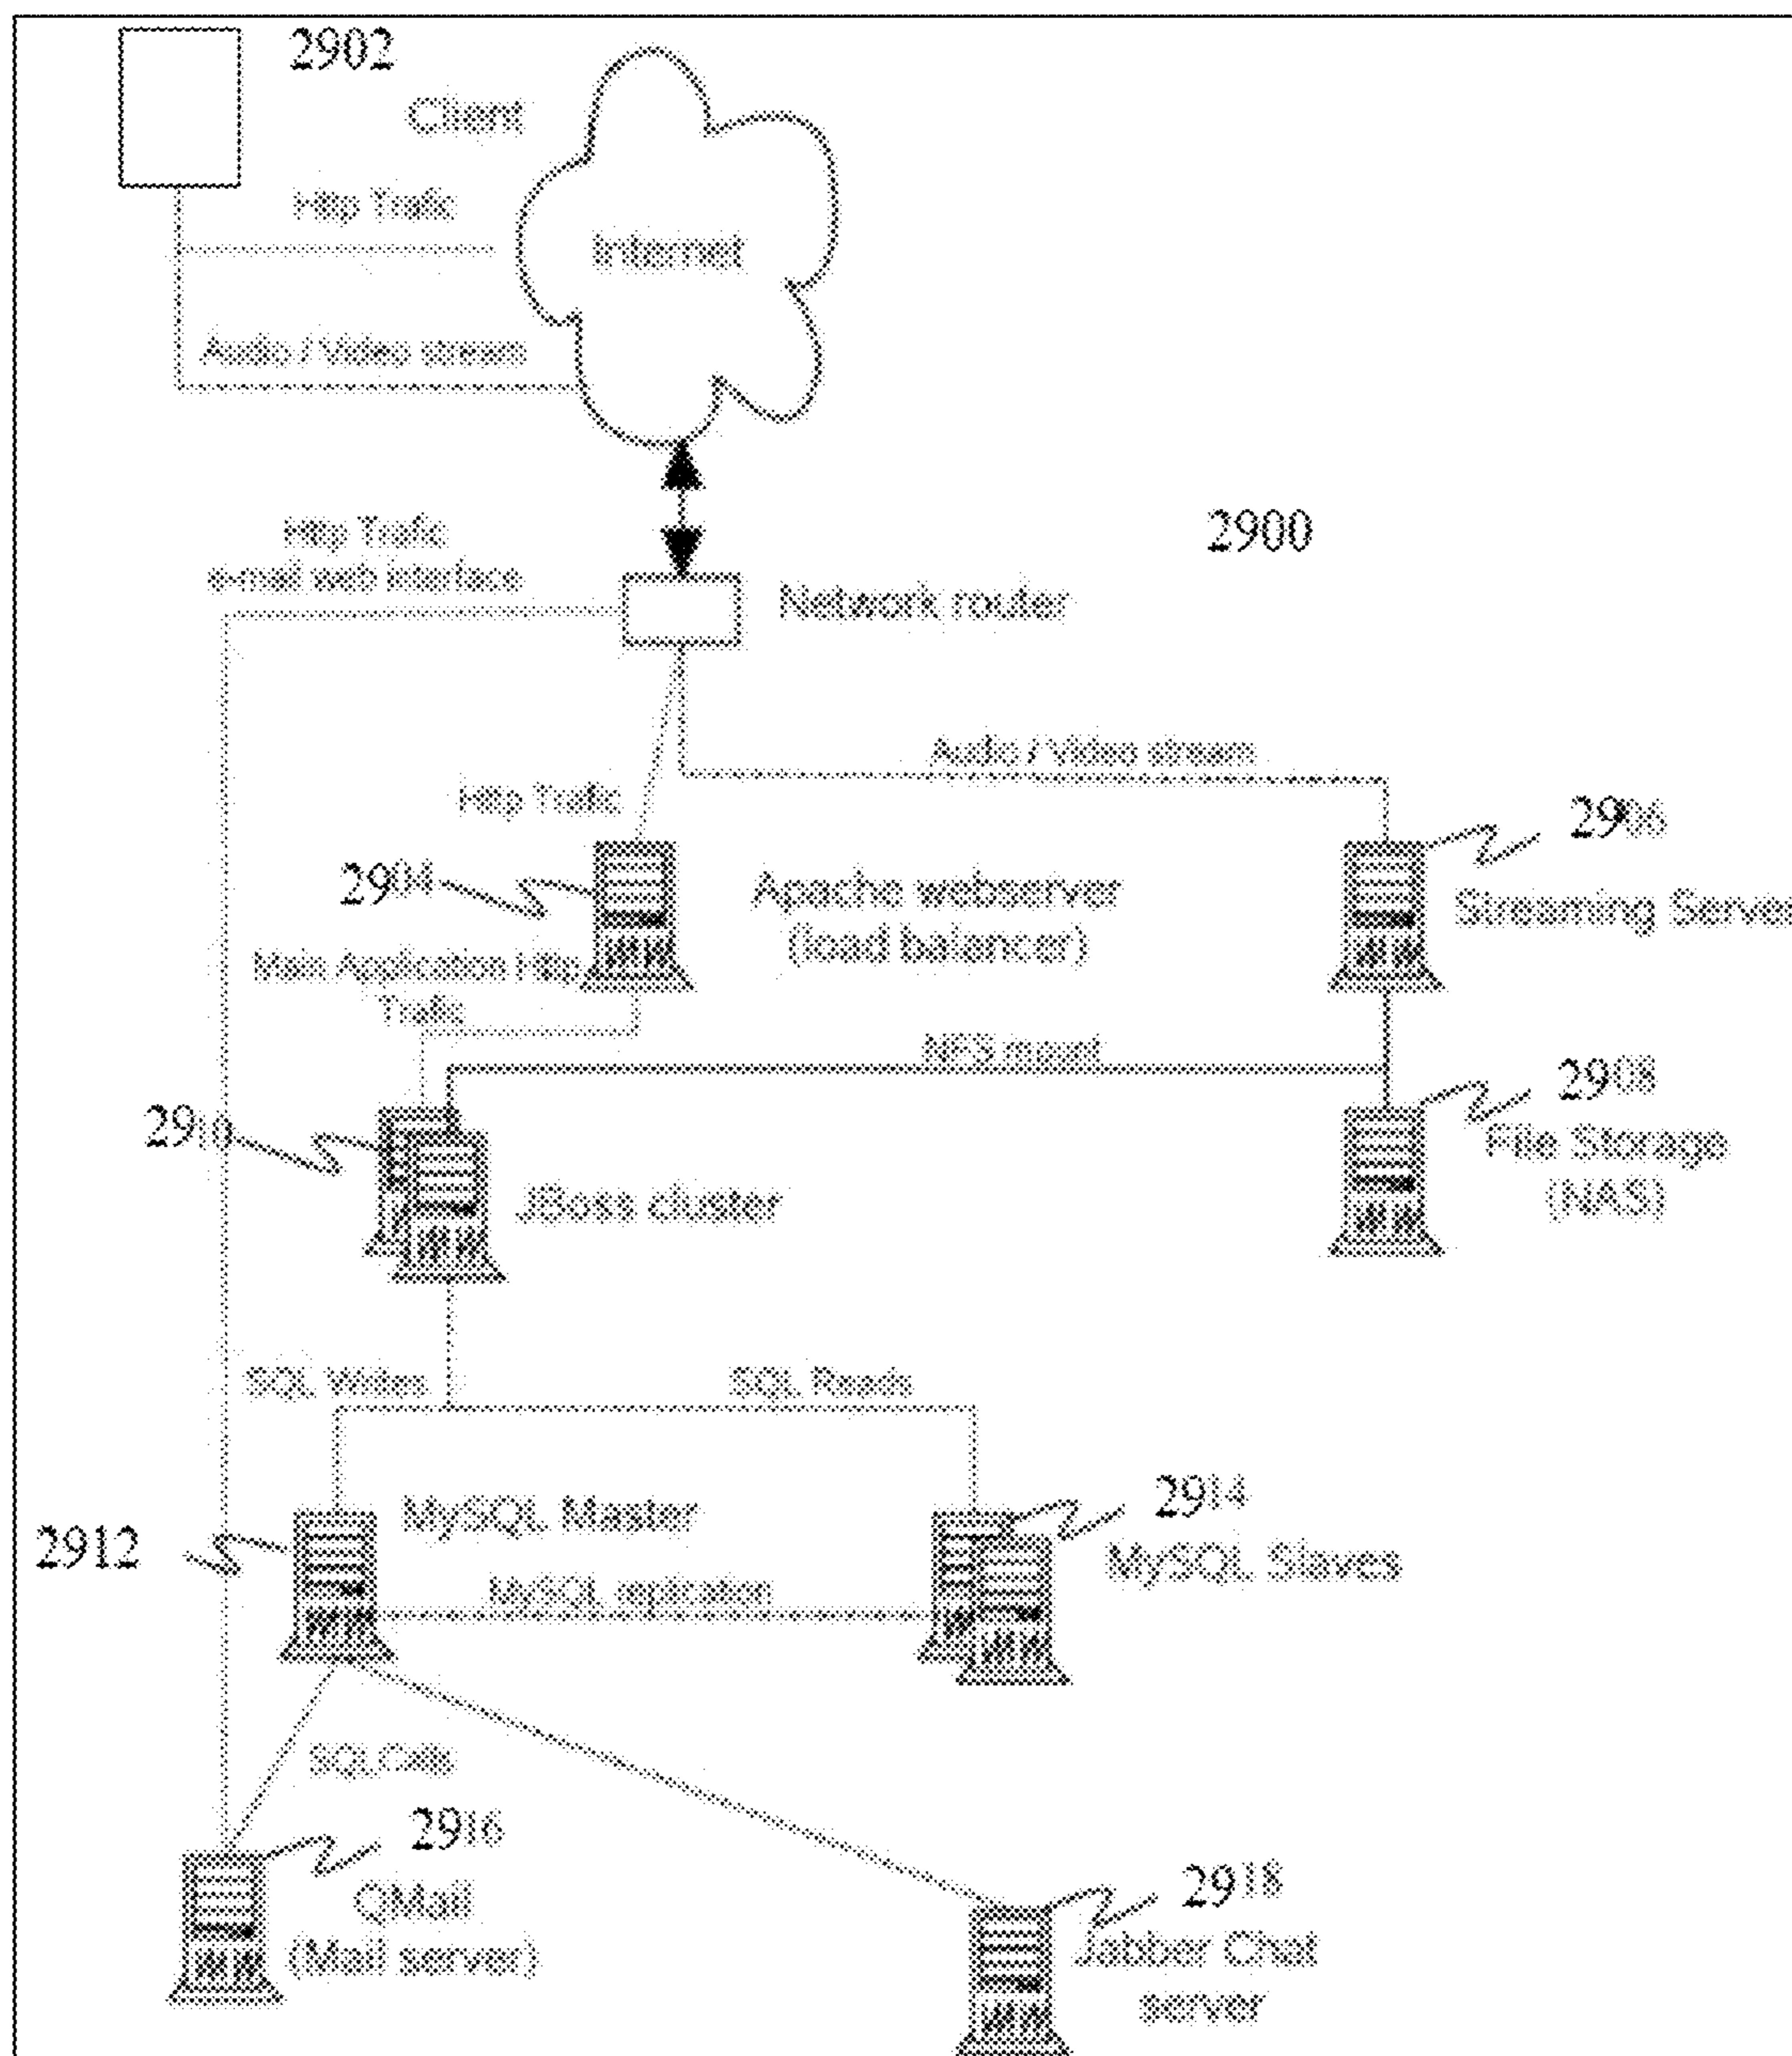 2902
Client
Http Trafic
Internet
Audio / Video stream
2900
Http Trafic
e-mail web interface
Network router
Audio / Video stream
Http Trafic
2906
2904
Apache webserver
(load balancer)
Streaming Server
Main Application Http
Trafic
NFS mount
2908
File Storage
(NAS)
2910
JBoss cluster
SQL Writes
SQL Reads
2914
MySQL Master
MySQL Slaves
2912
MySQL replication
SQL Calls
2916
QMail
(Mail server)
2918
Jabber Chat
server